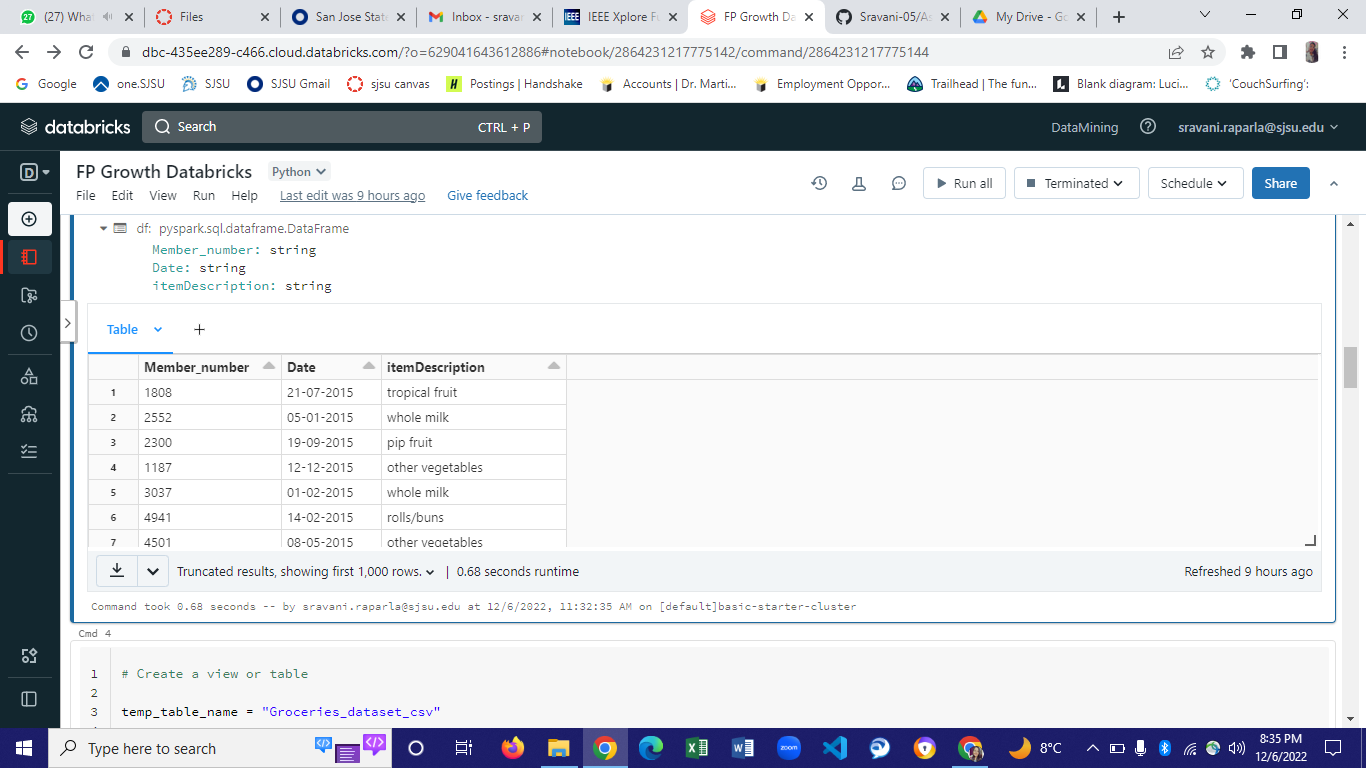 (27) What
Files
San Jose Stat
Inbox - sravan
IEEE Xplore Fu
FP Growth Da
Sravani-05/As
My Drive - Go
dbc-435ee289-c466.cloud.databricks.com/?o=629041643612886#notebook/2864231217775142/command/2864231217775144
Google one.SJSU SJSU SJSU Gmail sjsu canvas Postings | Handshake Accounts | Dr. Marti... Employment Oppor... Trailhead | The fun... Blank diagram: Luci... 'CouchSurfing':
databricks Search CTRL + P DataMining sravani.raparla@sjsu.edu
D FP Growth Databricks Python
File Edit View Run Help Last edit was 9 hours ago Give feedback
Run all Terminated Schedule Share
df: pyspark.sql.dataframe.DataFrame
Member_number: string
Date: string
itemDescription: string
Table +
Member_number Date itemDescription
1 1808 21-07-2015 tropical fruit
2 2552 05-01-2015 whole milk
3 2300 19-09-2015 pip fruit
4 1187 12-12-2015 other vegetables
5 3037 01-02-2015 whole milk
6 4941 14-02-2015 rolls/buns
7 4501 08-05-2015 other vegetables
Truncated results, showing first 1,000 rows. | 0.68 seconds runtime Refreshed 9 hours ago
Command took 0.68 seconds -- by sravani.raparla@sjsu.edu at 12/6/2022, 11:32:35 AM on [default]basic-starter-cluster
Cmd 4
1 # Create a view or table
2
3 temp_table_name = "Groceries_dataset_csv"
Type here to search
zoom
8°C
8:35 PM
12/6/2022